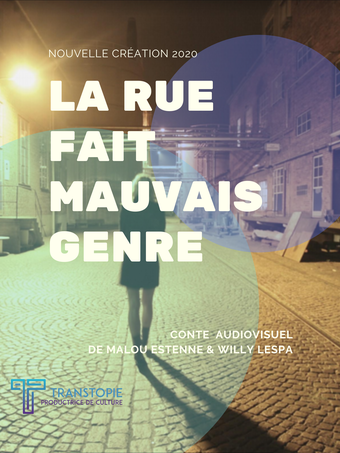 NOUVELLE CRÉATION 2020
LA RUE
FAIT
MAUVAIS
GENRE
CONTE AUDIOVISUEL
DE MALOU ESTENNE & WILLY LESPA
TRANSTOPIE
PRODUCTRICE DE CULTURE